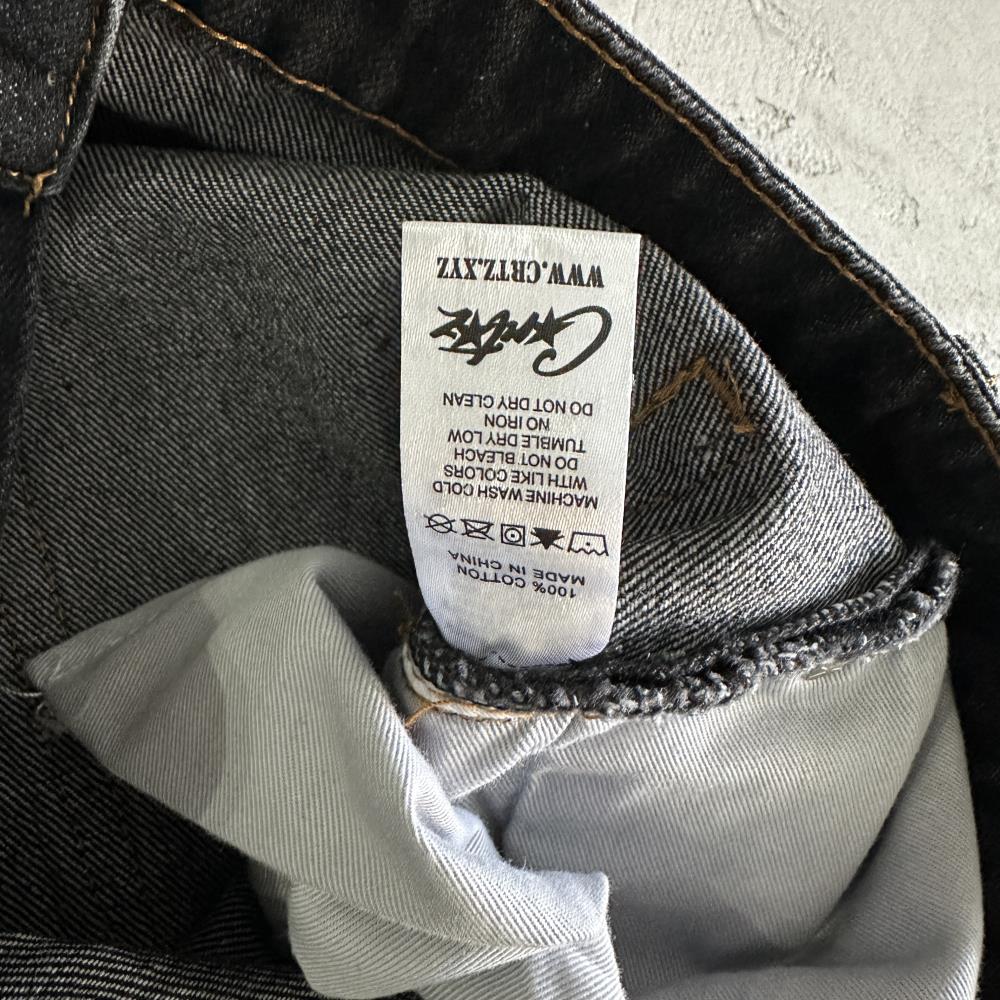 100% COTTON
MADE IN CHINA
MACHINE WASH COLD
WITH LIKE COLORS
DO NOT BLEACH
TUMBLE DRY LOW
NO IRON
DO NOT DRY CLEAN
Corteiz
WWW.CRTZ.XYZ